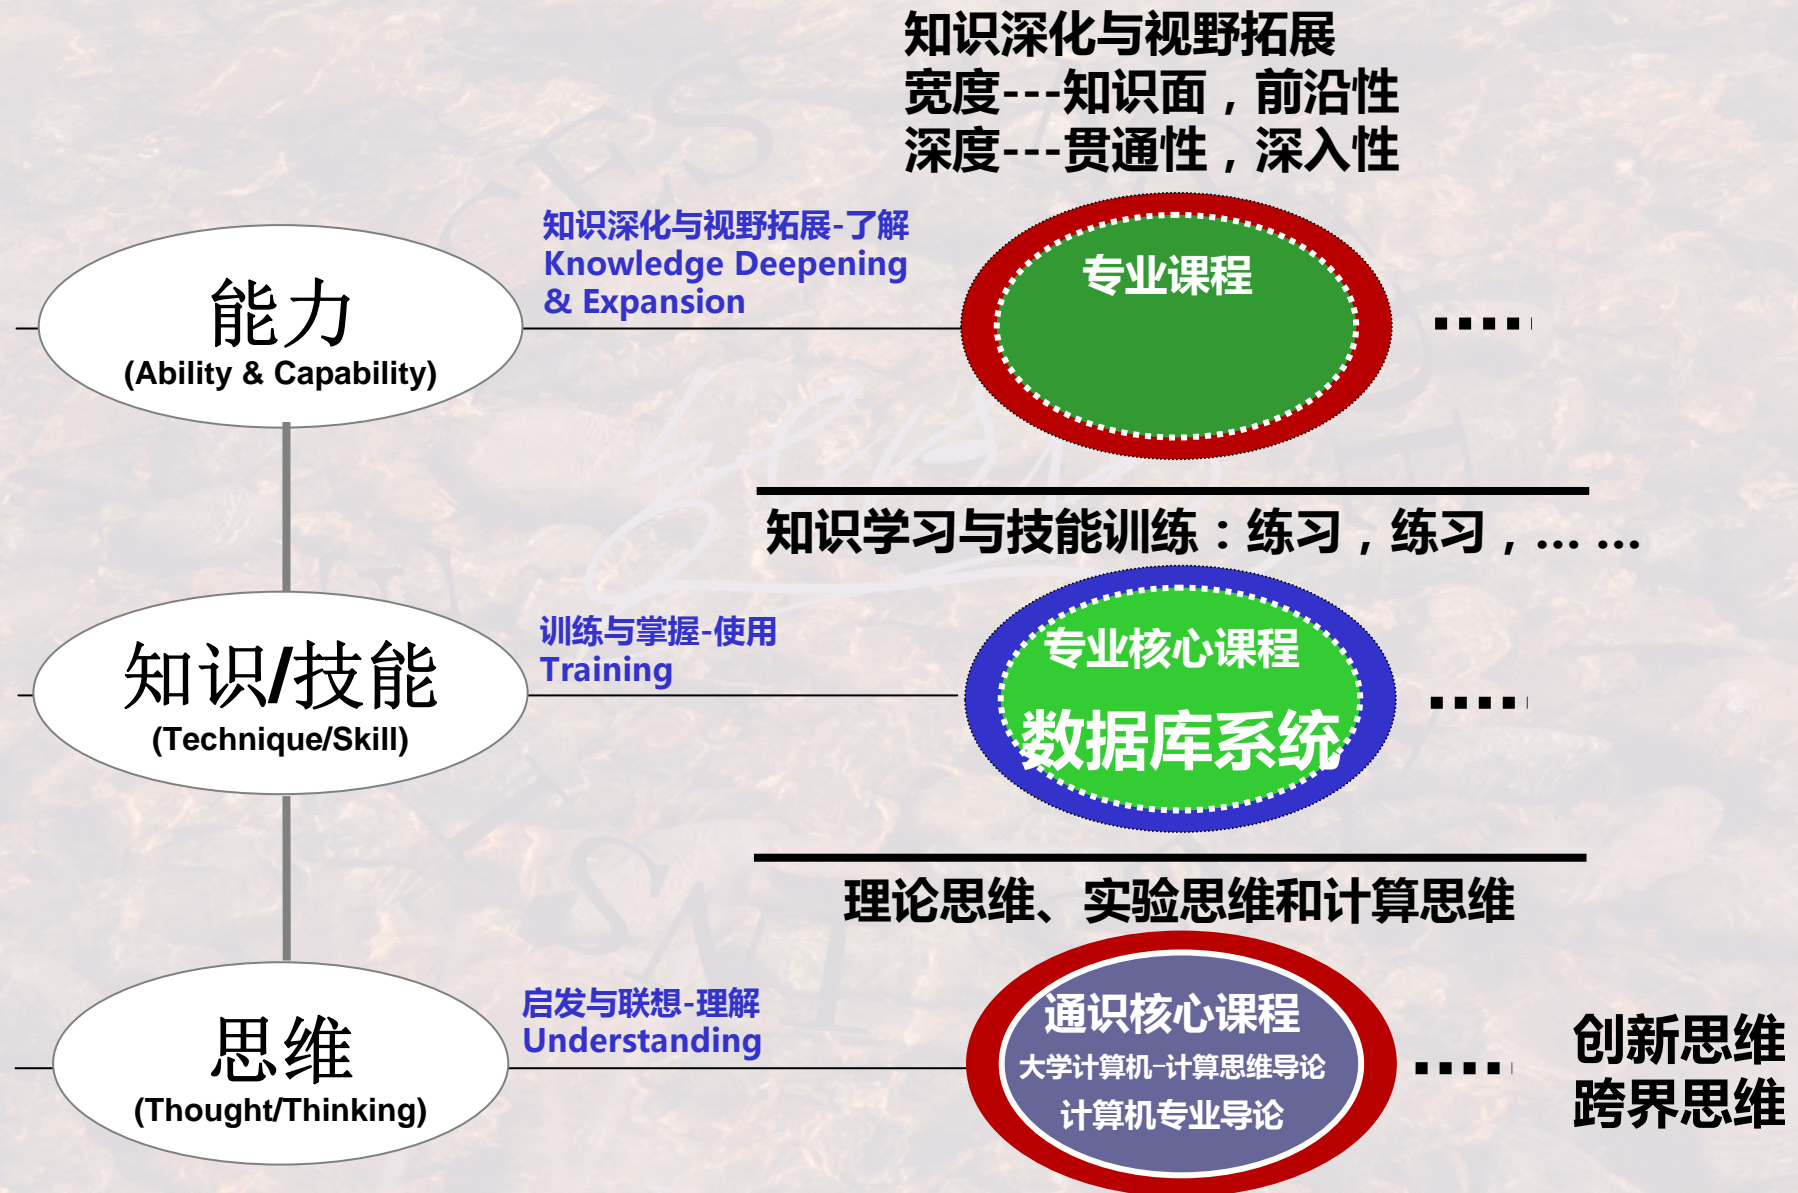 知识深化与视野拓展
宽度---知识面，前沿性
深度---贯通性，深入性
能力
(Ability & Capability)
知识深化与视野拓展-了解
Knowledge Deepening
& Expansion
专业课程
知识学习与技能训练：练习，练习，... ...
知识/技能
(Technique/Skill)
训练与掌握-使用
Training
专业核心课程
数据库系统
理论思维、实验思维和计算思维
思维
(Thought/Thinking)
启发与联想-理解
Understanding
通识核心课程
大学计算机-计算思维导论
计算机专业导论
创新思维
跨界思维